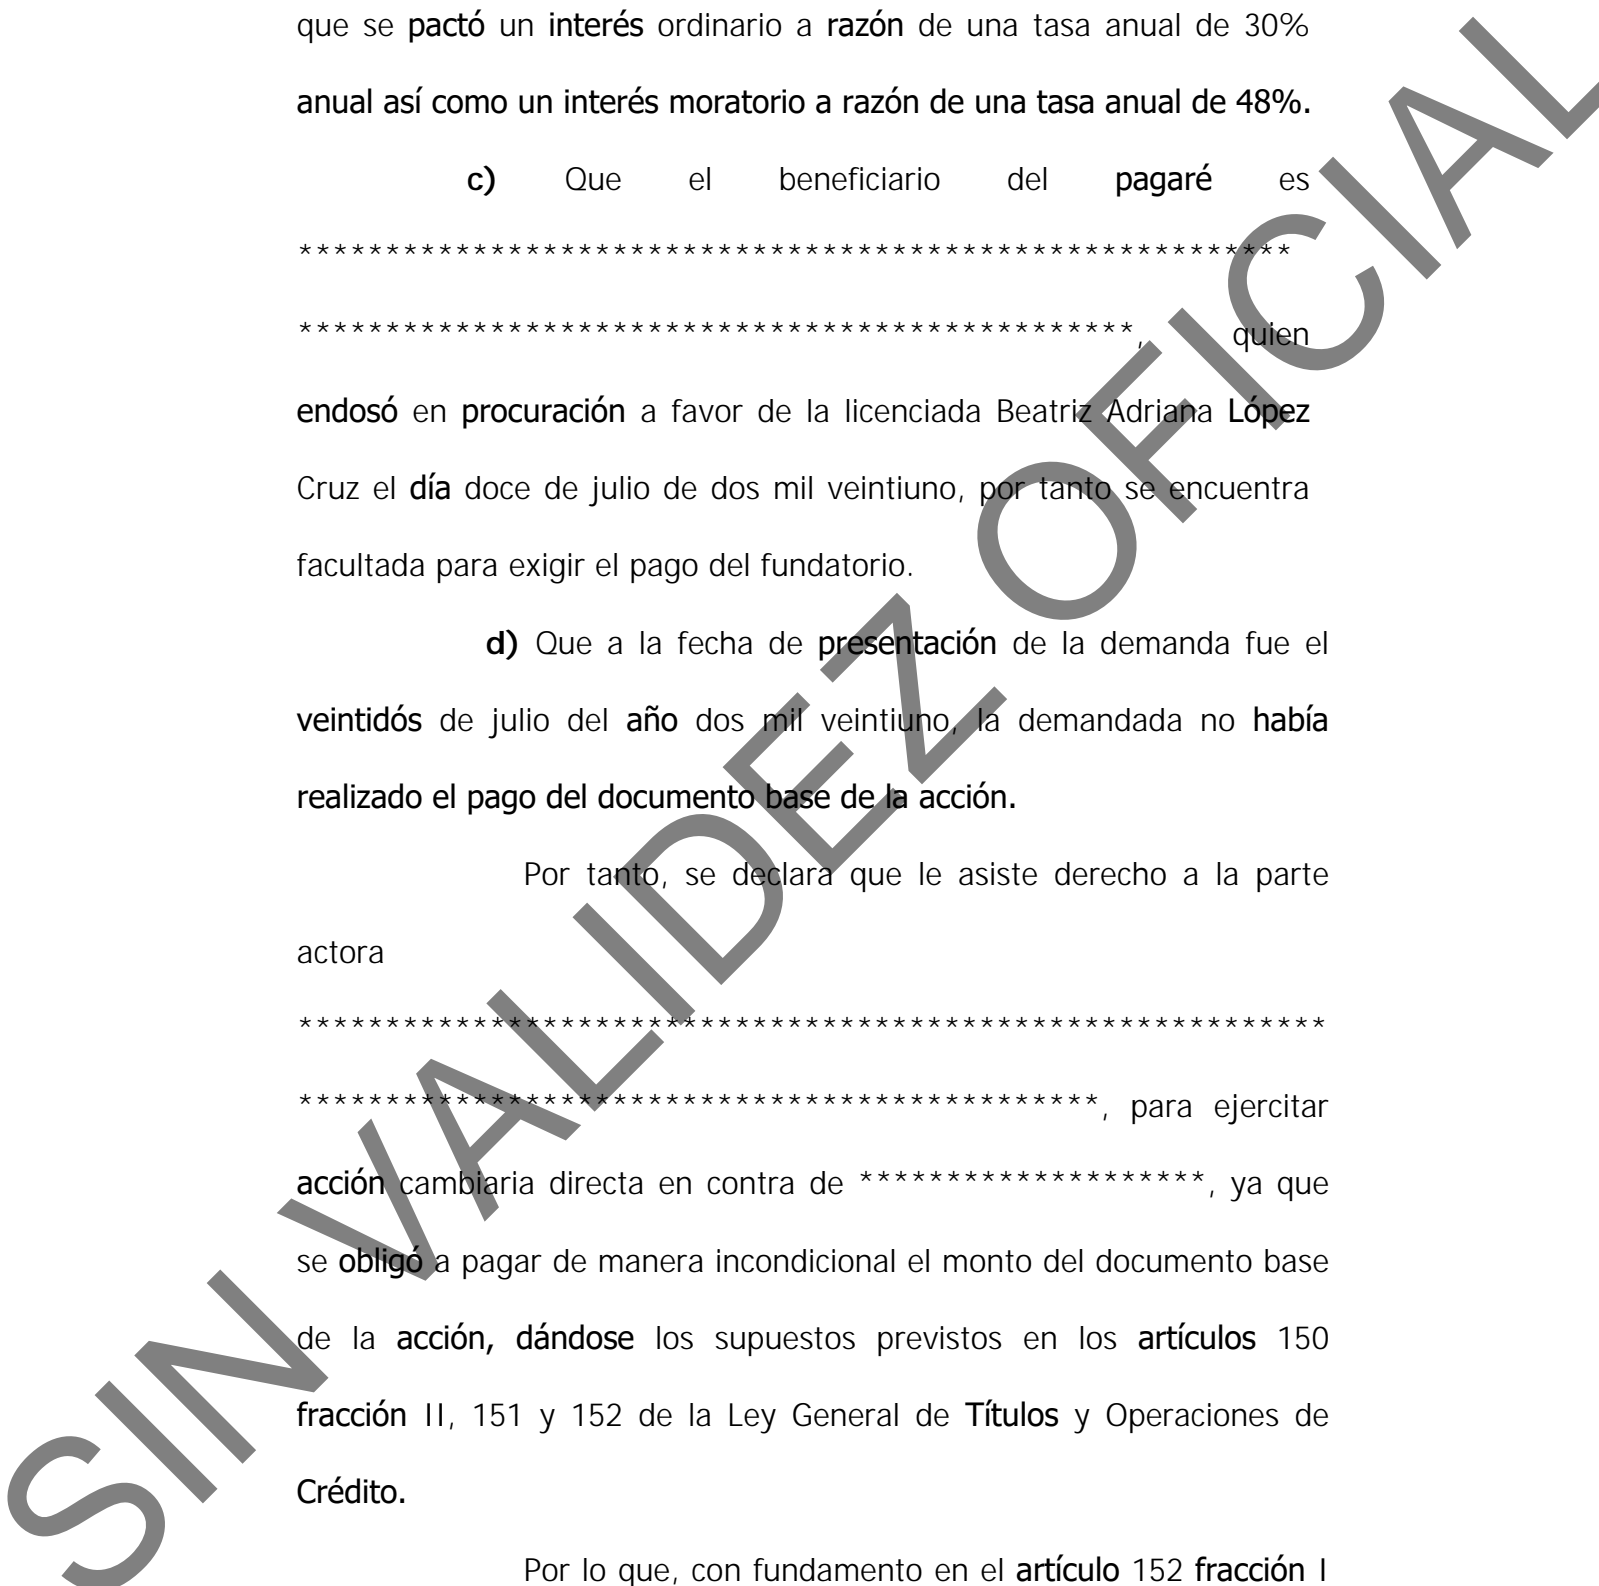 que se pactó un interés ordinario a razón de una tasa anual de 30%
anual así como un interés moratorio a razón de una tasa anual de 48%.
c) Que el beneficiario del pagaré es
*********************************************************
************************************************, quien
endosó en procuración a favor de la licenciada Beatriz Adriana López
Cruz el día doce de julio de dos mil veintiuno, por tanto se encuentra
facultada para exigir el pago del fundatorio.
d) Que a la fecha de presentación de la demanda fue el
veintidós de julio del año dos mil veintiuno, la demandada no había
realizado el pago del documento base de la acción.
Por tanto, se declara que le asiste derecho a la parte
actora
***********************************************************
**********************************************, para ejercitar
acción cambiaria directa en contra de ********************, ya que
se obligó a pagar de manera incondicional el monto del documento base
de la acción, dándose los supuestos previstos en los artículos 150
fracción II, 151 y 152 de la Ley General de Títulos y Operaciones de
Crédito.
Por lo que, con fundamento en el artículo 152 fracción I
SIN VALIDEZ OFICIAL